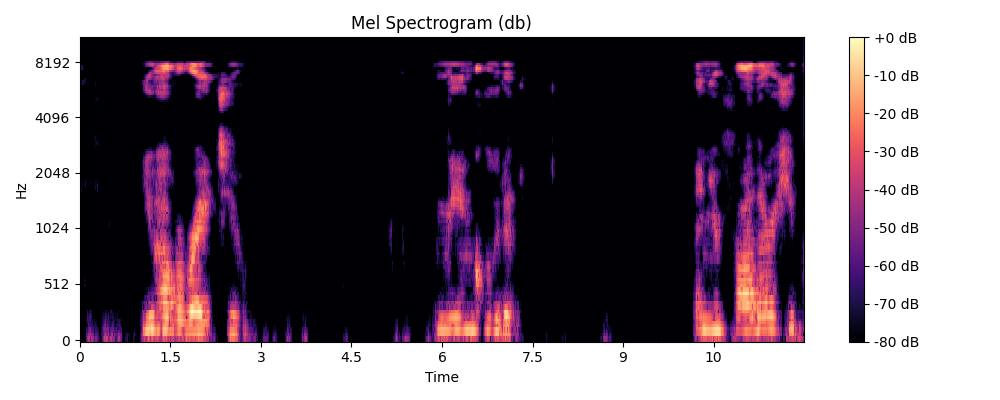 Mel Spectrogram (db)
8192
4096
2048
1024
512
0
Hz
0 1.5 3 4.5 6 7.5 9 10
Time
+0 dB
-10 dB
-20 dB
-30 dB
-40 dB
-50 dB
-60 dB
-70 dB
-80 dB